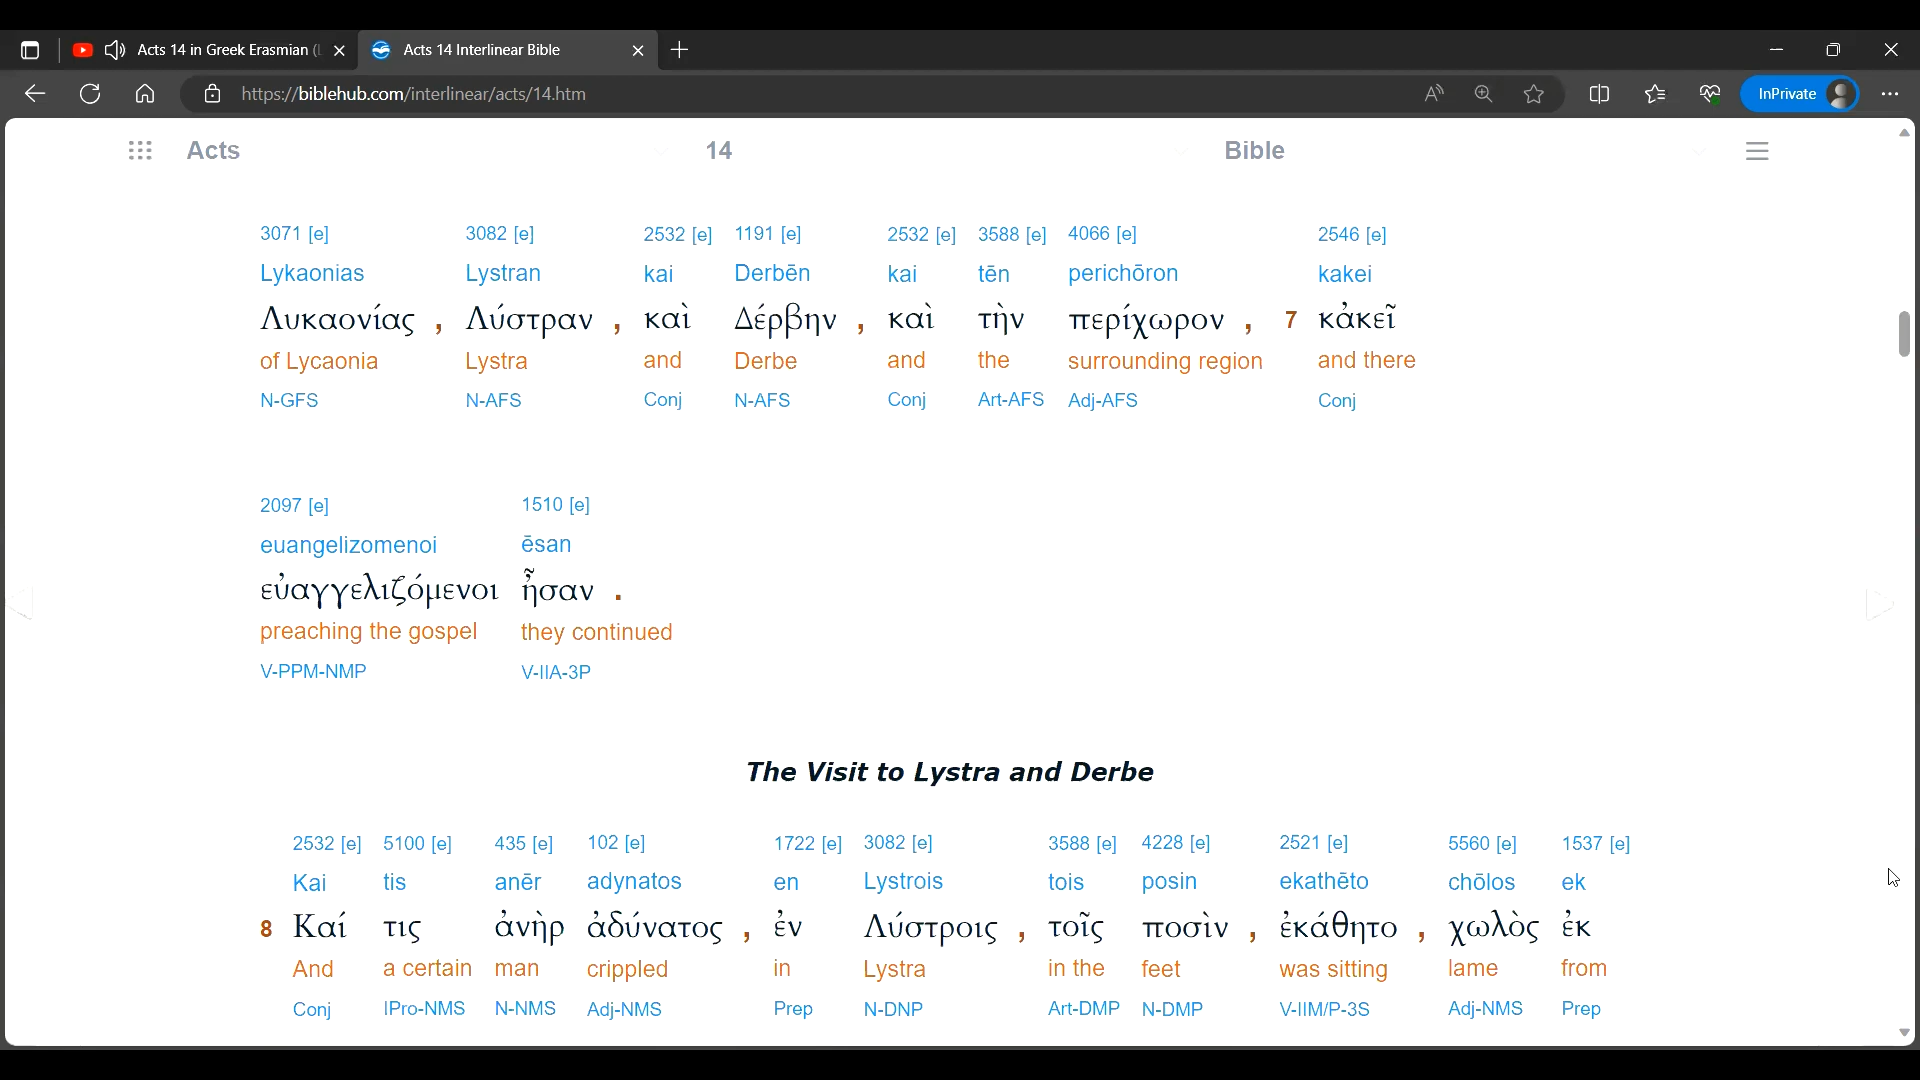 Acts 14 in Greek Erasmian (
Acts 14 Interlinear Bible
https://biblehub.com/interlinear/acts/14.htm
InPrivate
Acts 14 Bible
3071 [e] 3082 [e] 2532 [e] 1191 [e] 2532 [e] 3588 [e] 4066 [e] 2546 [e]
Lykaonias Lystran kai Derbēn kai tēn perichōron kakei
Λυκαονίας , Λύστραν , καὶ Δέρβην , καὶ τὴν περίχωρον , 7 κἀκεῖ
of Lycaonia Lystra and Derbe and the surrounding region and there
N-GFS N-AFS Conj N-AFS Conj Art-AFS Adj-AFS Conj
2097 [e] 1510 [e]
euangelizomenoi ēsan
εὐαγγελιζόμενοι ἦσαν .
preaching the gospel they continued
V-PPM-NMP V-IIA-3P
The Visit to Lystra and Derbe
2532 [e] 5100 [e] 435 [e] 102 [e] 1722 [e] 3082 [e] 3588 [e] 4228 [e] 2521 [e] 5560 [e] 1537 [e]
Kai tis anēr adynatos en Lystrois tois posin ekathēto chōlos ek
8 Καί τις ἀνὴρ ἀδύνατος , ἐν Λύστροις , τοῖς ποσὶν , ἐκάθητο , χωλὸς ἐκ
And a certain man crippled in Lystra in the feet was sitting lame from
Conj IPro-NMS N-NMS Adj-NMS Prep N-DNP Art-DMP N-DMP V-IIM/P-3S Adj-NMS Prep